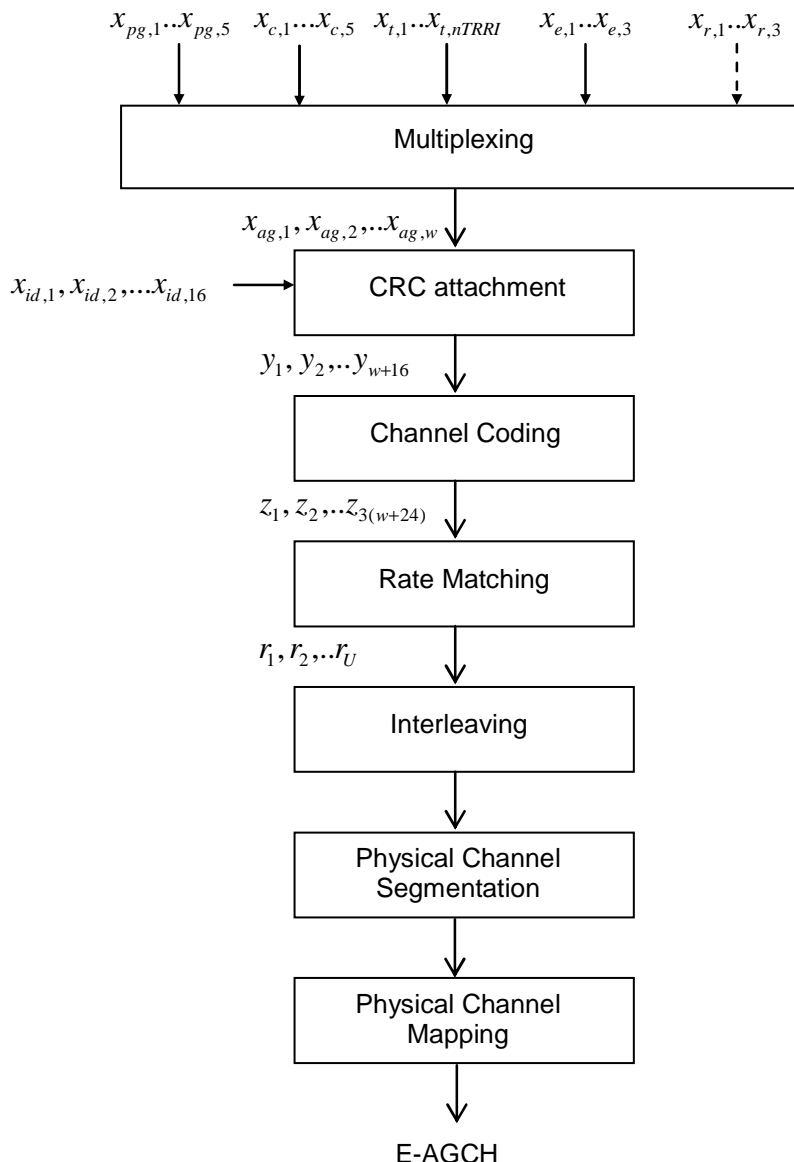 x_{pg,1}..x_{pg,5} x_{c,1}...x_{c,5} x_{t,1}..x_{t,nTRRI} x_{e,1}..x_{e,3} x_{r,1}..x_{r,3}
Multiplexing
x_{ag,1}, x_{ag,2},..x_{ag,w}
x_{id,1}, x_{id,2},...x_{id,16}
CRC attachment
y_1, y_2,..y_{w+16}
Channel Coding
z_1, z_2,..z_{3(w+24)}
Rate Matching
r_1, r_2,..r_U
Interleaving
Physical Channel
Segmentation
Physical Channel
Mapping
E-AGCH